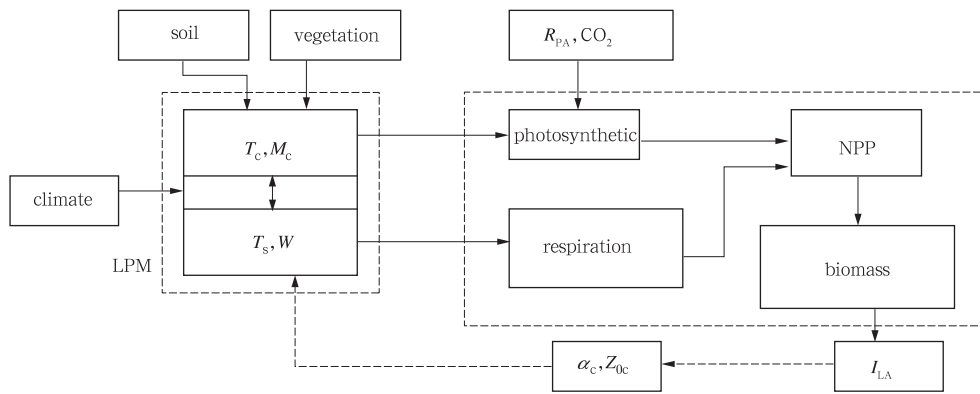 soil
vegetation
R_PA, CO_2
T_c, M_c
photosynthetic
NPP
climate
T_s, W
respiration
LPM
biomass
α_c, Z_0c
I_LA